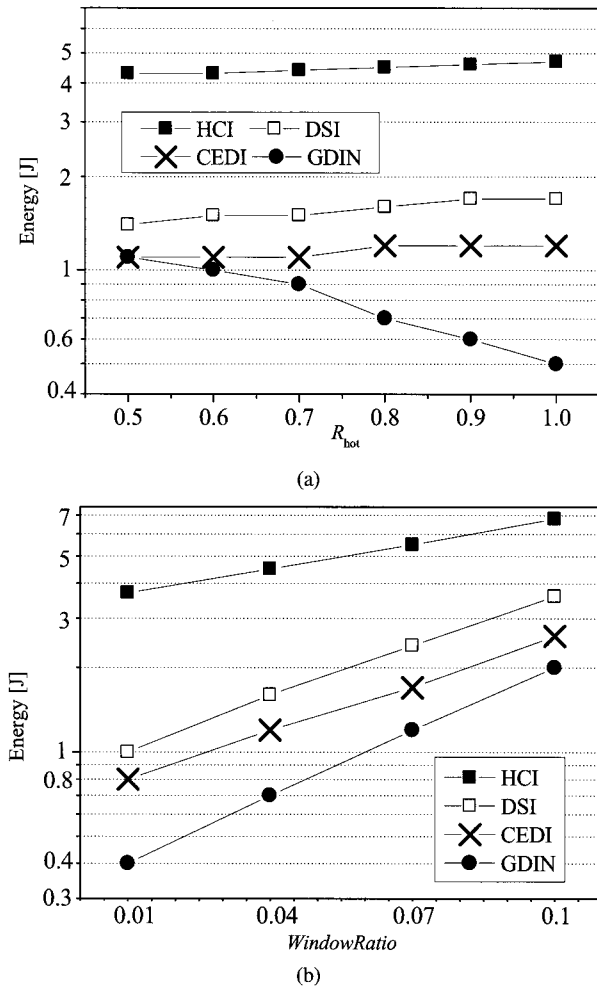 5
4
3
2
1
0.6
0.4
Energy [J]
HCI DSI
CEDI GDIN
0.5 0.6 0.7 0.8 0.9 1.0
R_hot
(a)
7
5
3
1
0.8
0.4
0.3
Energy [J]
HCI
DSI
CEDI
GDIN
0.01 0.04 0.07 0.1
WindowRatio
(b)